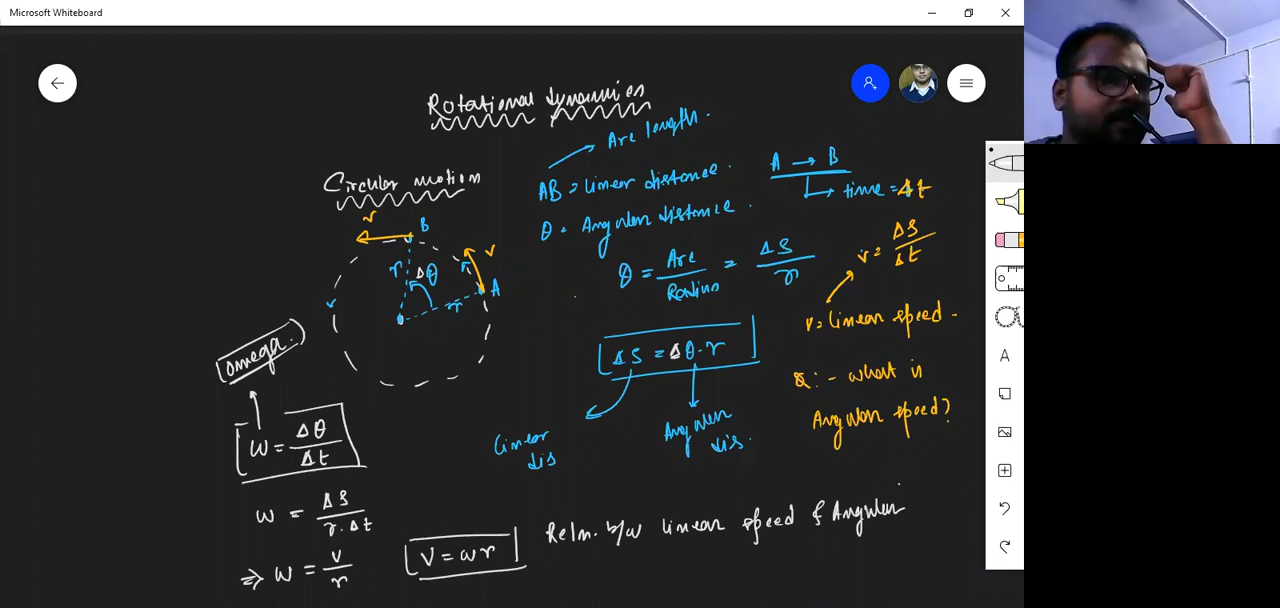 Microsoft Whiteboard
Rotational dynamics
Arc length.
Circular motion
AB = linear distance.
θ = Angular distance.
A → B
time = Δt
v
B
r
Δθ
v
A
r
θ = Arc / Radius = ΔS / r
v = ΔS / Δt
v = linear speed.
ΔS = Δθ·r
linear dis
Angular dis.
Q:- what is
Angular speed?
omega.
ω = Δθ / Δt
ω = ΔS / r.Δt
⇒ ω = v / r
V = ωr
Reln. b/w linear speed & Angular
A